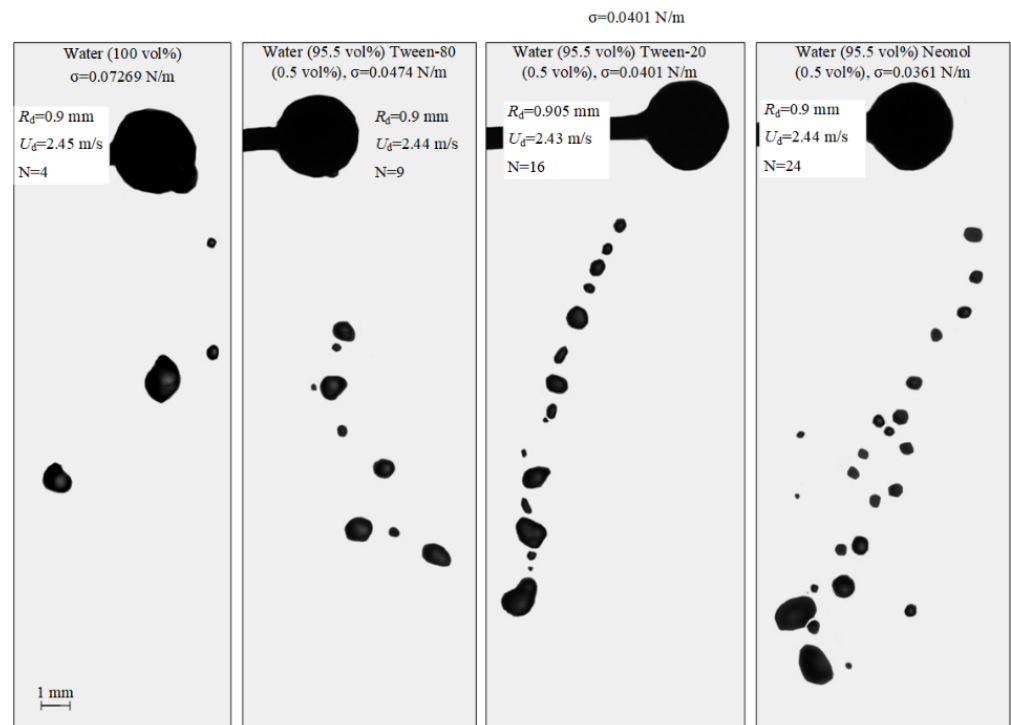 σ=0.0401 N/m
Water (100 vol%)
σ=0.07269 N/m
Rd=0.9 mm
Ud=2.45 m/s
N=4
1 mm
Water (95.5 vol%) Tween-80
(0.5 vol%), σ=0.0474 N/m
Rd=0.9 mm
Ud=2.44 m/s
N=9
Water (95.5 vol%) Tween-20
(0.5 vol%), σ=0.0401 N/m
Rd=0.905 mm
Ud=2.43 m/s
N=16
Water (95.5 vol%) Neonol
(0.5 vol%), σ=0.0361 N/m
Rd=0.9 mm
Ud=2.44 m/s
N=24